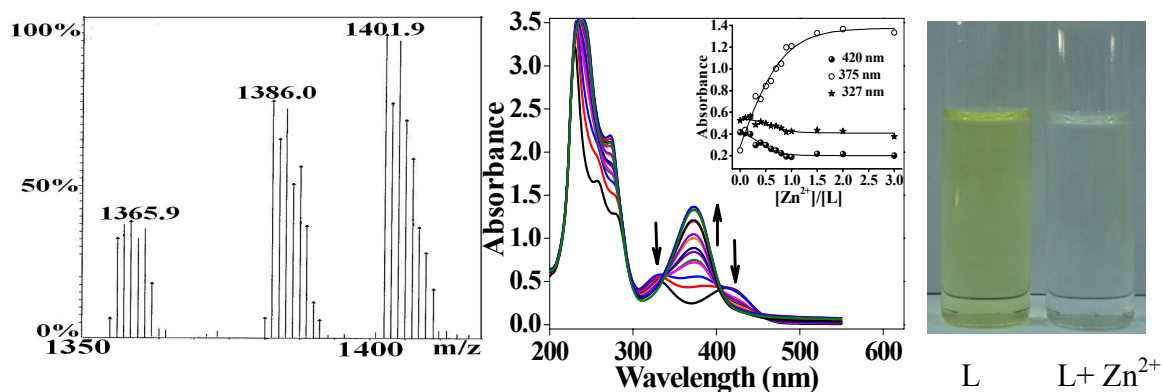 100%
50%
0%
1401.9
1386.0
1365.9
1350
1400
m/z
Absorbance
3.5
3.0
2.5
2.0
1.5
1.0
0.5
0.0
200
300
400
500
600
Wavelength (nm)
Absorbance
1.4
1.2
1.0
0.8
0.6
0.4
0.2
420 nm
375 nm
327 nm
0.0 0.5 1.0 1.5 2.0 2.5 3.0
[Zn²⁺]/[L]
L
L+ Zn²⁺